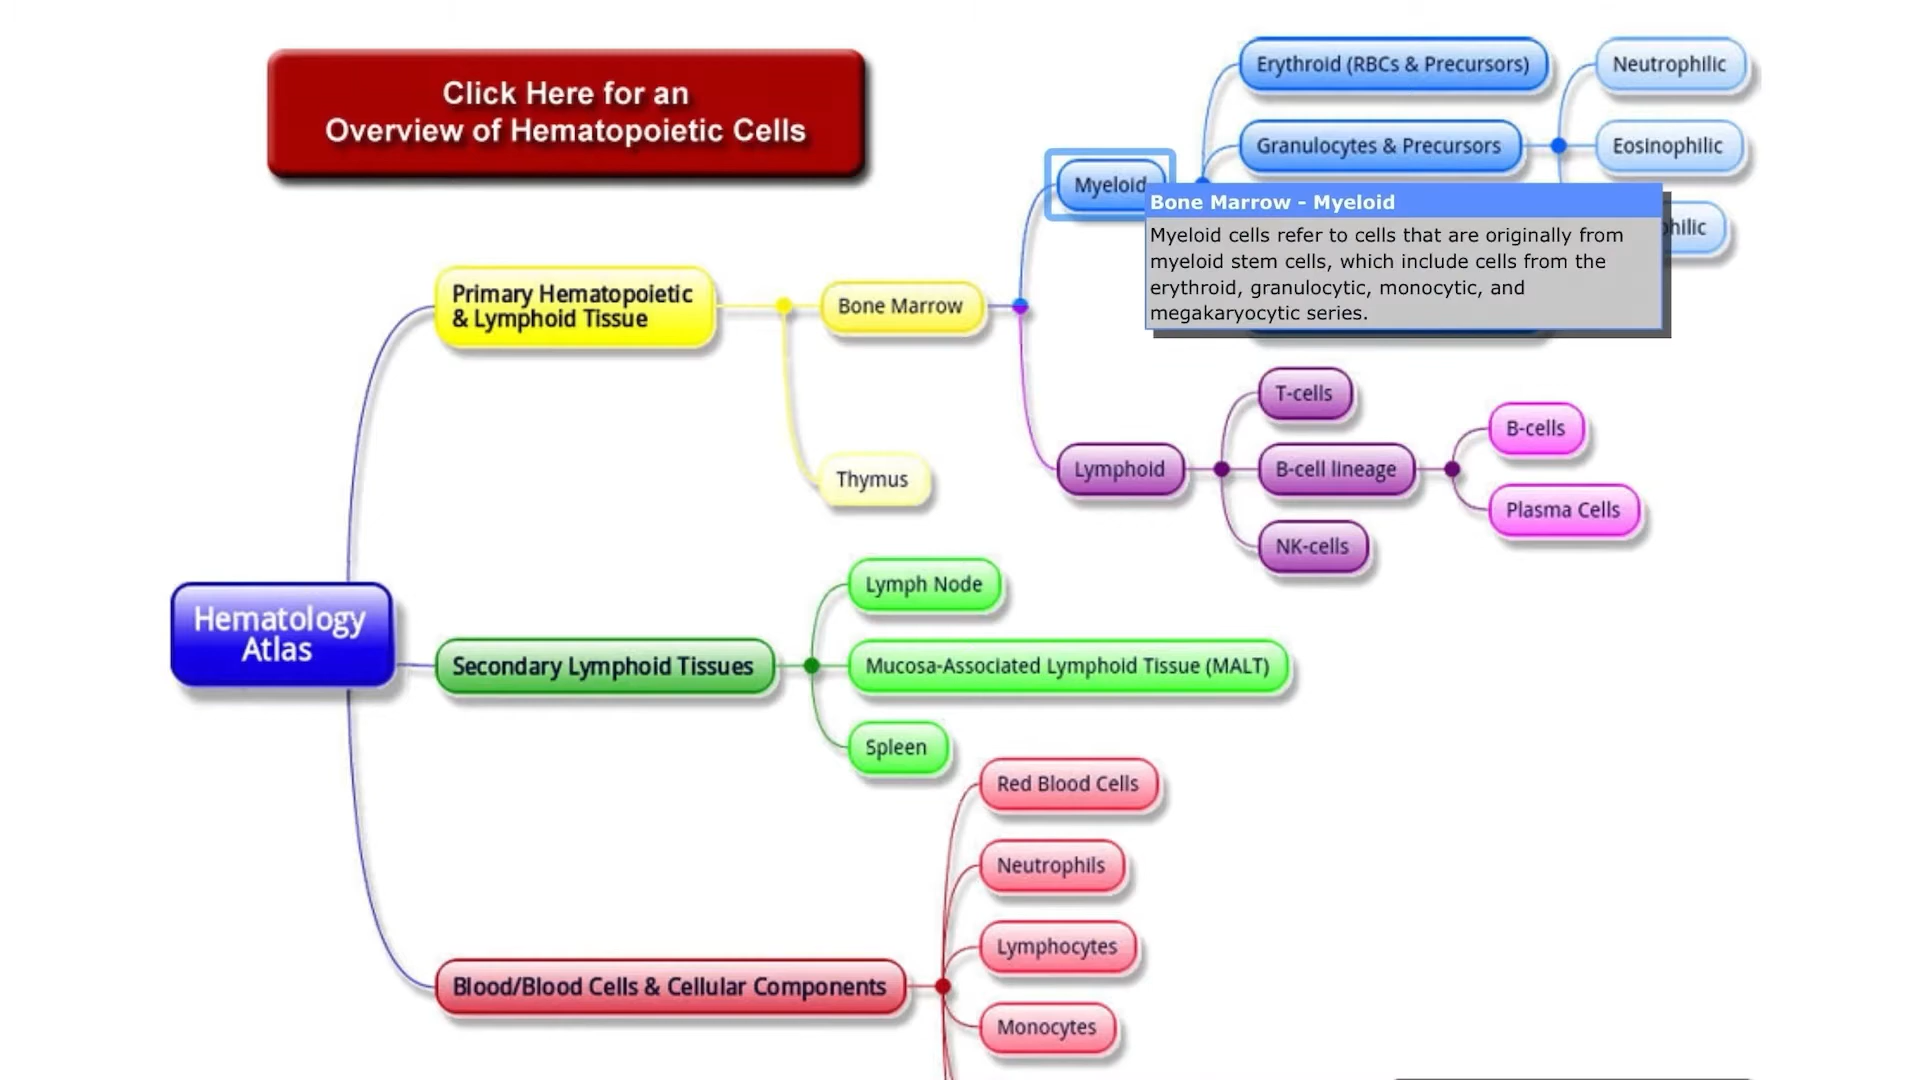 Click Here for an
Overview of Hematopoietic Cells
Erythroid (RBCs & Precursors)
Neutrophilic
Granulocytes & Precursors
Eosinophilic
Myeloid
Bone Marrow - Myeloid
Myeloid cells refer to cells that are originally from
myeloid stem cells, which include cells from the
erythroid, granulocytic, monocytic, and
megakaryocytic series.
Primary Hematopoietic
& Lymphoid Tissue
Bone Marrow
Thymus
T-cells
B-cells
Lymphoid
B-cell lineage
Plasma Cells
NK-cells
Hematology
Atlas
Lymph Node
Secondary Lymphoid Tissues
Mucosa-Associated Lymphoid Tissue (MALT)
Spleen
Red Blood Cells
Neutrophils
Lymphocytes
Blood/Blood Cells & Cellular Components
Monocytes